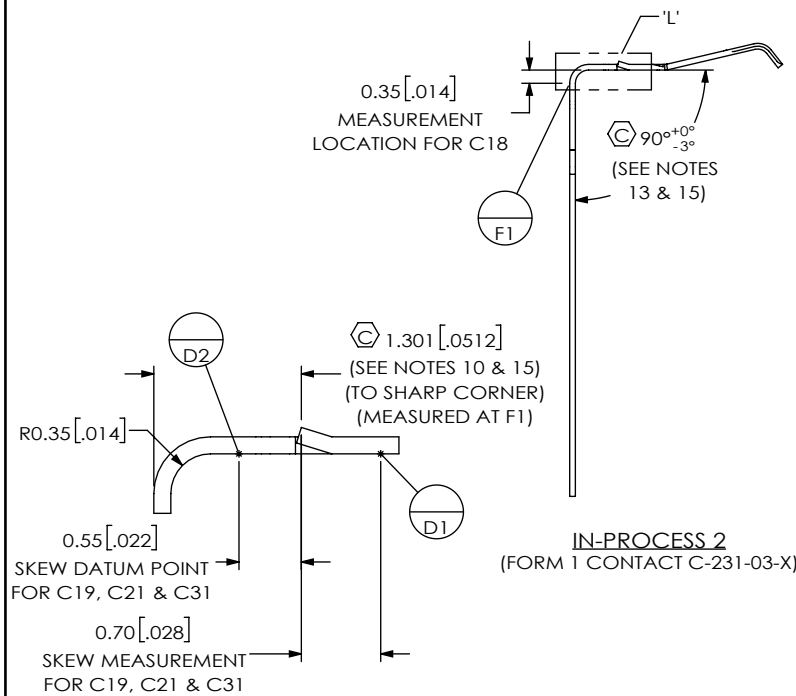 'L'
0.35[.014]
MEASUREMENT
LOCATION FOR C18
C 90° +0° -3°
(SEE NOTES
13 & 15)
F1
D2
C 1.301[.0512]
(SEE NOTES 10 & 15)
(TO SHARP CORNER)
(MEASURED AT F1)
R0.35[.014]
D1
0.55[.022]
SKEW DATUM POINT
FOR C19, C21 & C31
0.70[.028]
SKEW MEASUREMENT
FOR C19, C21 & C31
IN-PROCESS 2
(FORM 1 CONTACT C-231-03-X)